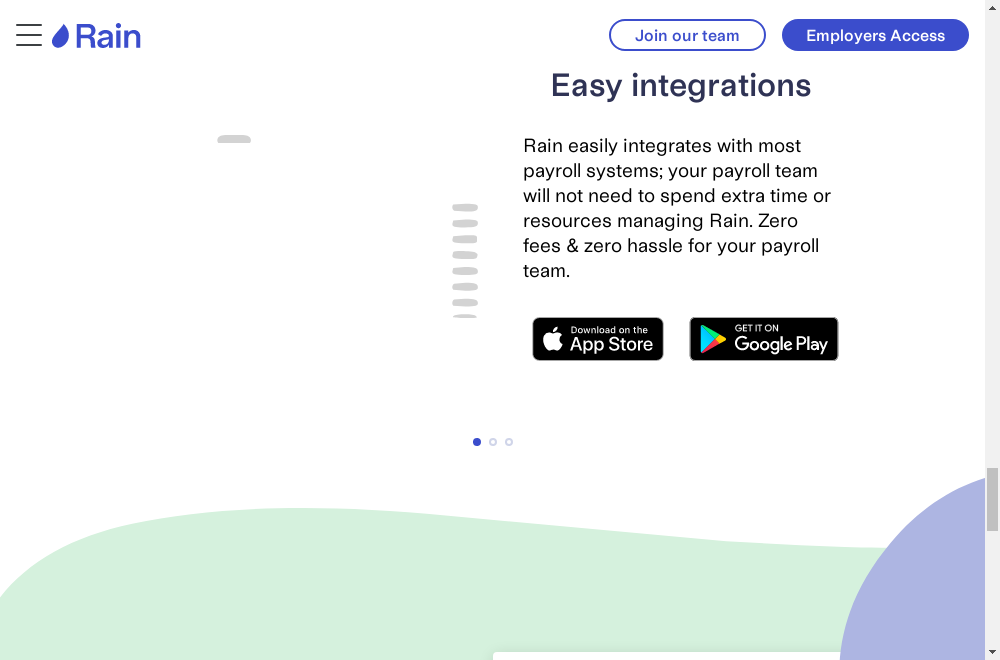 Rain
Join our team
Employers Access
Easy integrations
Rain easily integrates with most
payroll systems; your payroll team
will not need to spend extra time or
resources managing Rain. Zero
fees & zero hassle for your payroll
team.
Download on the
App Store
GET IT ON
Google Play